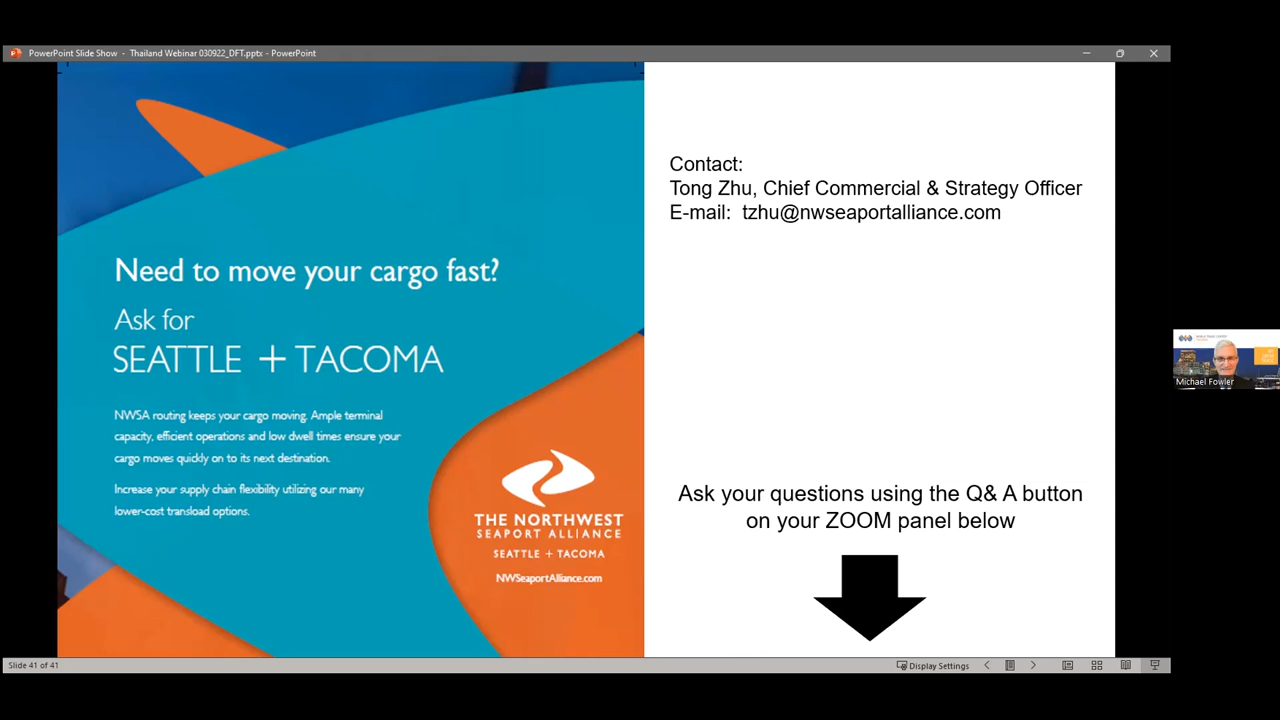 PowerPoint Slide Show - Thailand Webinar 030922_DFT.pptx - PowerPoint
Need to move your cargo fast?
Ask for
SEATTLE + TACOMA
NWSA routing keeps your cargo moving. Ample terminal
capacity, efficient operations and low dwell times ensure your
cargo moves quickly on to its next destination.
Increase your supply chain flexibility utilizing our many
lower-cost transload options.
THE NORTHWEST
SEAPORT ALLIANCE
SEATTLE + TACOMA
NWSeaportAlliance.com
Contact:
Tong Zhu, Chief Commercial & Strategy Officer
E-mail: tzhu@nwseaportalliance.com
Ask your questions using the Q& A button
on your ZOOM panel below
Michael Fowler
Slide 41 of 41
Display Settings